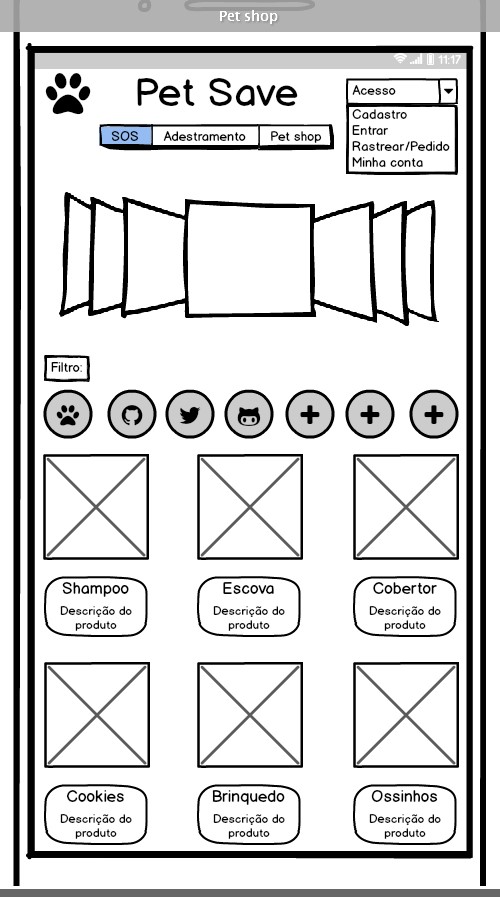 Pet shop
11:17
Pet Save
Acesso
Cadastro
Entrar
Rastrear/Pedido
Minha conta
SOS Adestramento Pet shop
Filtro:
Shampoo
Descrição do
produto
Escova
Descrição do
produto
Cobertor
Descrição do
produto
Cookies
Descrição do
produto
Brinquedo
Descrição do
produto
Ossinhos
Descrição do
produto